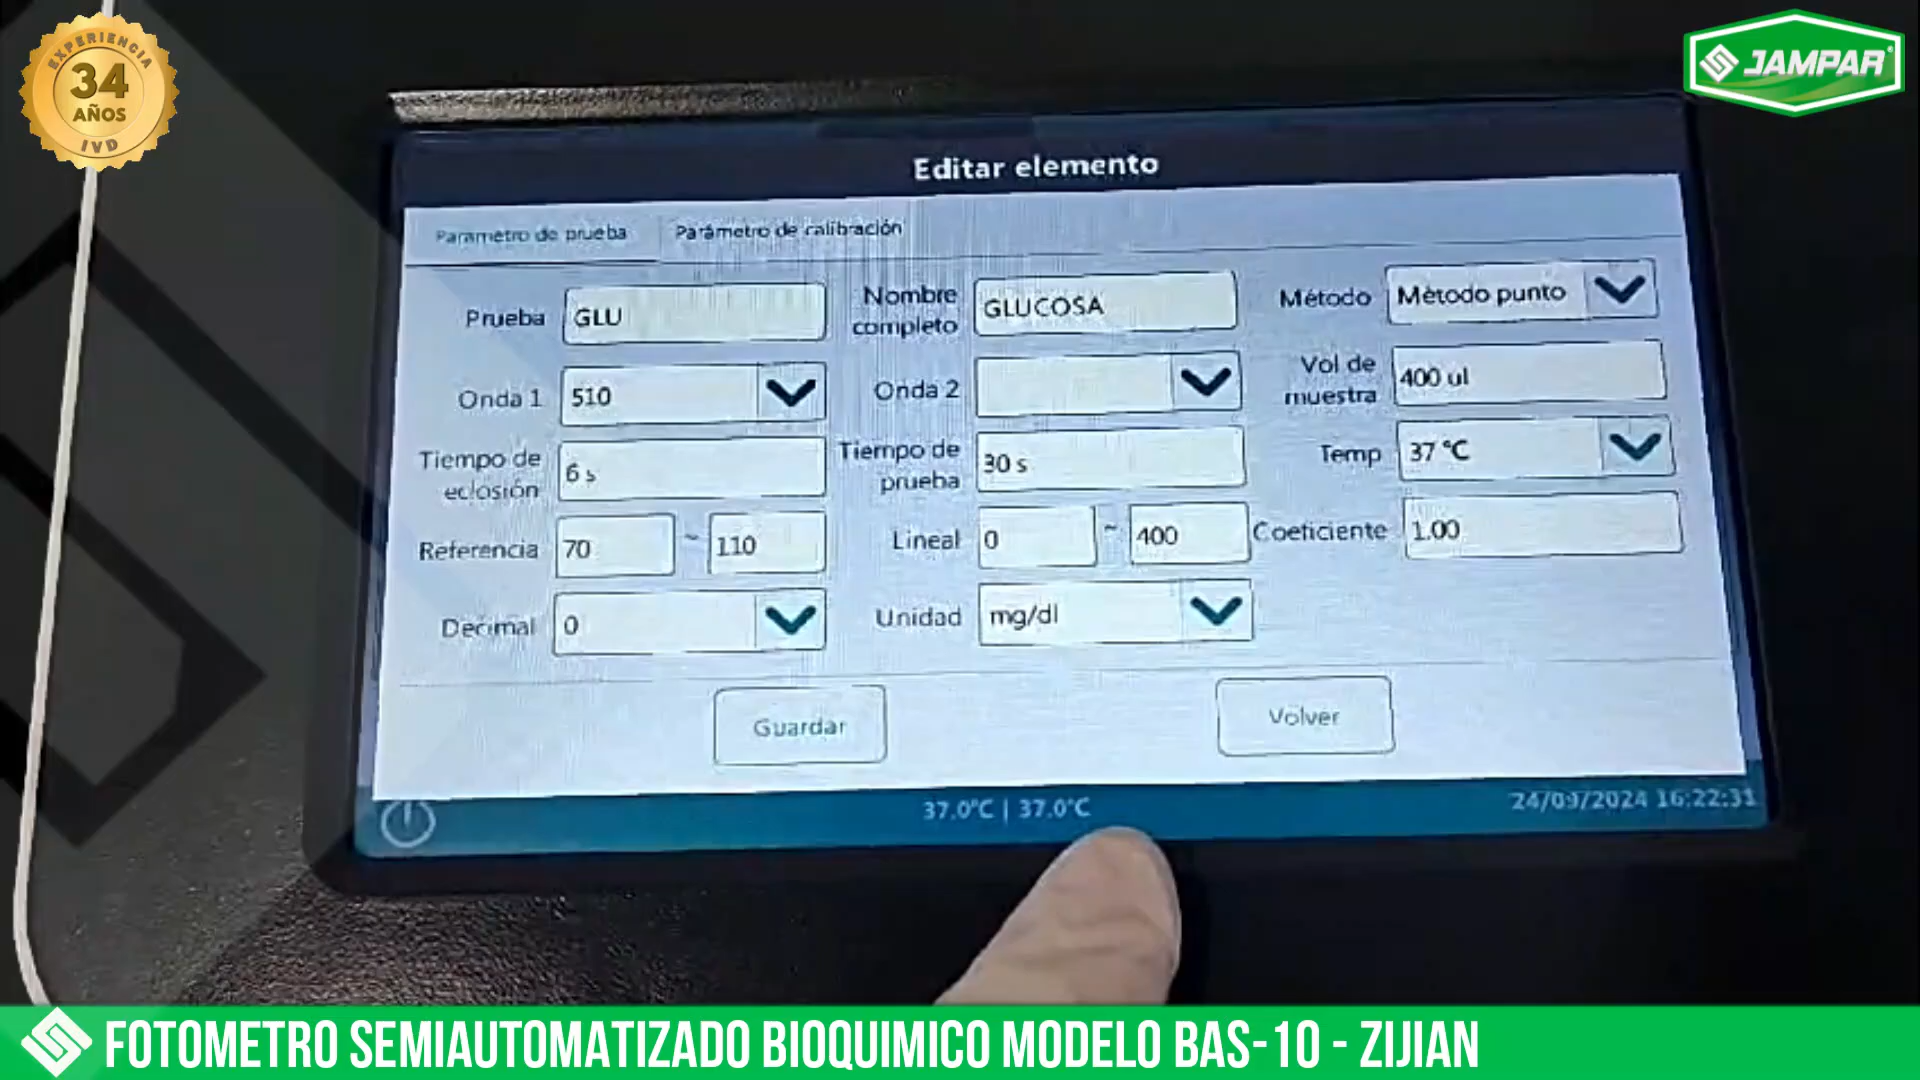 EXPERIENCIA
34
AÑOS
IVD
JAMPAR
Editar elemento
Parametro de prueba Parámetro de calibración
Prueba GLU Nombre completo GLUCOSA Método Mètodo punto
Onda 1 510 Onda 2 Vol de muestra 400 ul
Tiempo de eclosión 6 s Tiempo de prueba 30 s Temp 37 °C
Referencia 70 ~ 110 Lineal 0 ~ 400 Coeficiente 1.00
Decimal 0 Unidad mg/dl
Guardar Volver
37.0°C | 37.0°C 24/09/2024 16:22:31
FOTOMETRO SEMIAUTOMATIZADO BIOQUIMICO MODELO BAS-10 - ZIJIAN